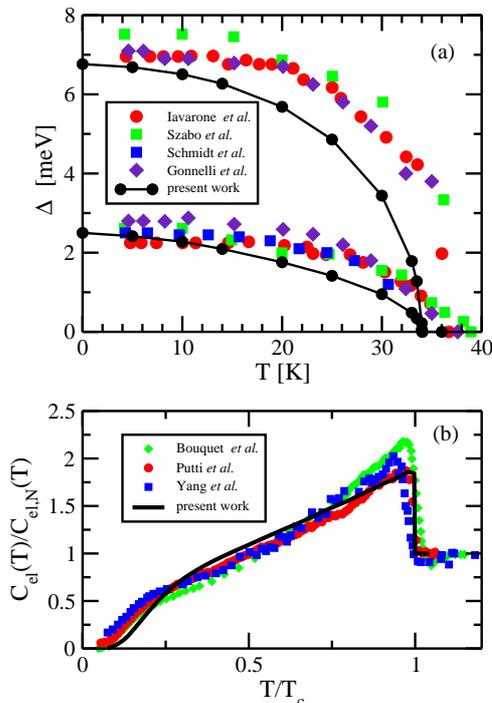 8
6
4
2
0
Δ [meV]
(a)
Iavarone et al.
Szabo et al.
Schmidt et al.
Gonnelli et al.
present work
0 10 20 30 40
T [K]
2.5
2
1.5
1
0.5
0
C_el(T)/C_el,N(T)
(b)
Bouquet et al.
Putti et al.
Yang et al.
present work
0 0.5 1
T/T_c